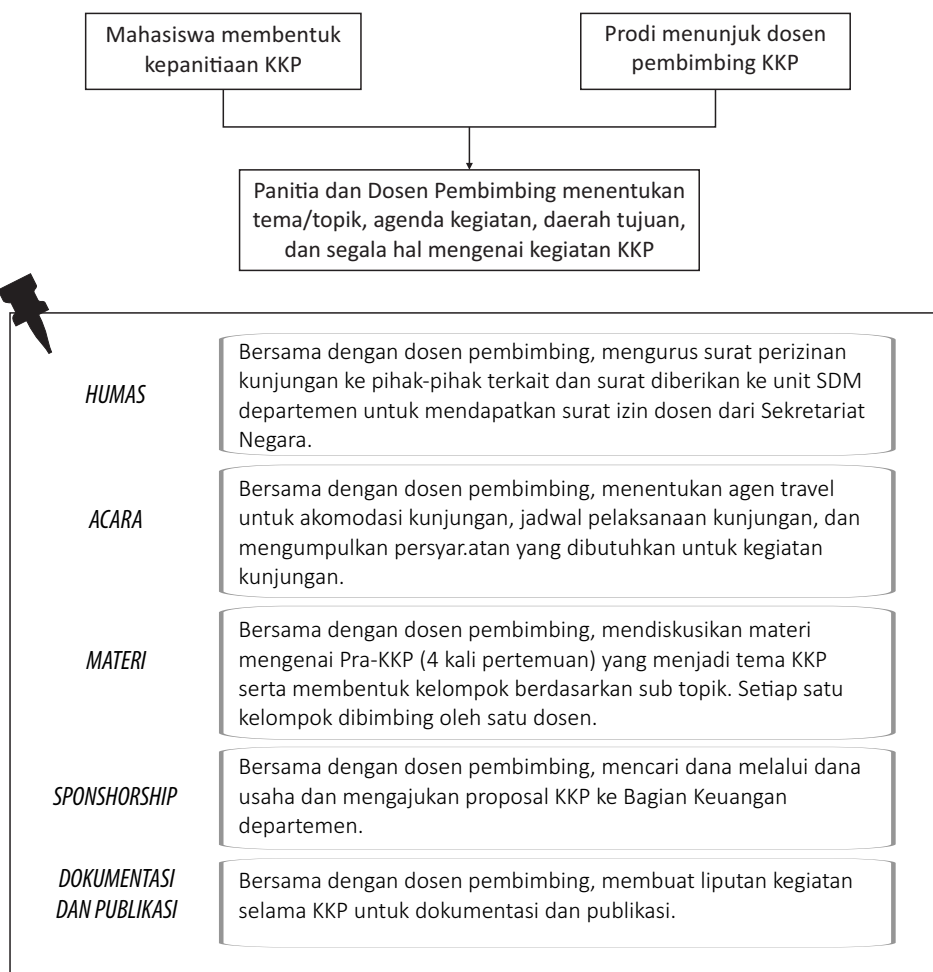 Mahasiswa membentuk
kepanitiaan KKP
Prodi menunjuk dosen
pembimbing KKP
Panitia dan Dosen Pembimbing menentukan
tema/topik, agenda kegiatan, daerah tujuan,
dan segala hal mengenai kegiatan KKP
HUMAS
Bersama dengan dosen pembimbing, mengurus surat perizinan
kunjungan ke pihak-pihak terkait dan surat diberikan ke unit SDM
departemen untuk mendapatkan surat izin dosen dari Sekretariat
Negara.
ACARA
Bersama dengan dosen pembimbing, menentukan agen travel
untuk akomodasi kunjungan, jadwal pelaksanaan kunjungan, dan
mengumpulkan persyar.atan yang dibutuhkan untuk kegiatan
kunjungan.
MATERI
Bersama dengan dosen pembimbing, mendiskusikan materi
mengenai Pra-KKP (4 kali pertemuan) yang menjadi tema KKP
serta membentuk kelompok berdasarkan sub topik. Setiap satu
kelompok dibimbing oleh satu dosen.
SPONSHORSHIP
Bersama dengan dosen pembimbing, mencari dana melalui dana
usaha dan mengajukan proposal KKP ke Bagian Keuangan
departemen.
DOKUMENTASI
DAN PUBLIKASI
Bersama dengan dosen pembimbing, membuat liputan kegiatan
selama KKP untuk dokumentasi dan publikasi.